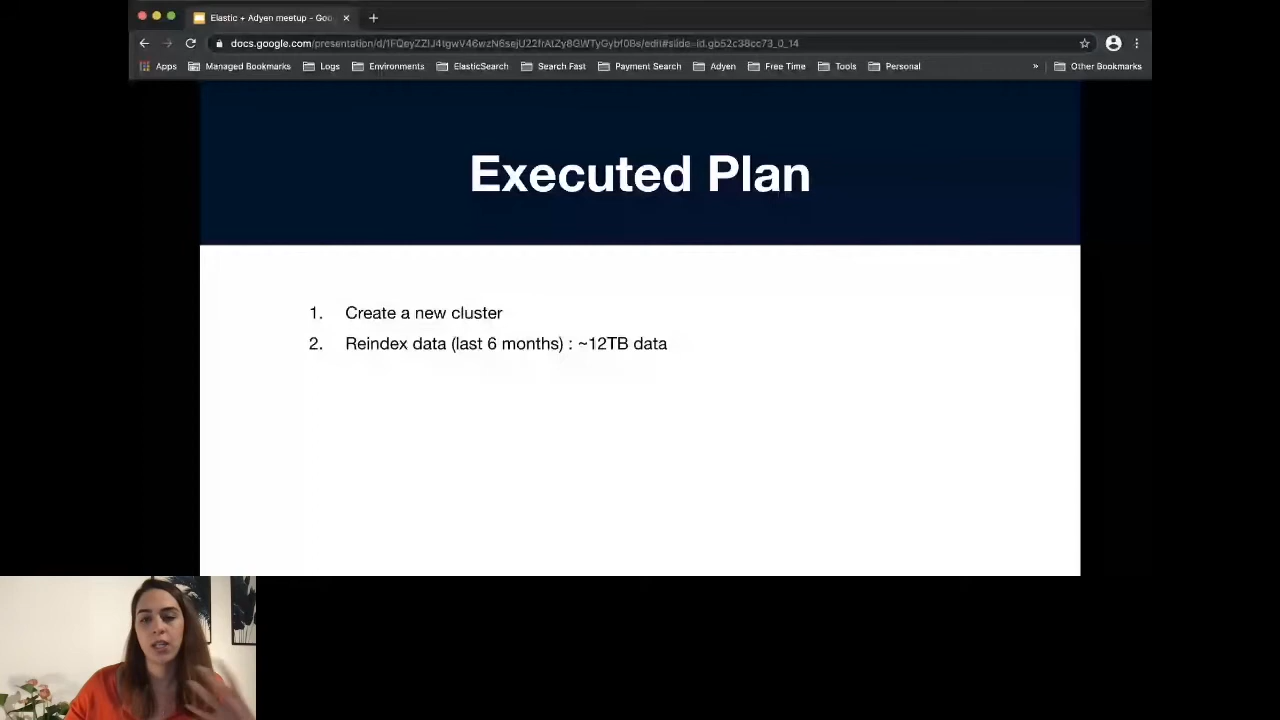 Elastic + Adyen meetup - Goo
docs.google.com/presentation/d/
Apps Managed Bookmarks Logs Environments ElasticSearch Search Fast Payment Search Adyen Free Time Tools Personal » Other Bookmarks
Executed Plan
1. Create a new cluster
2. Reindex data (last 6 months) : ~12TB data